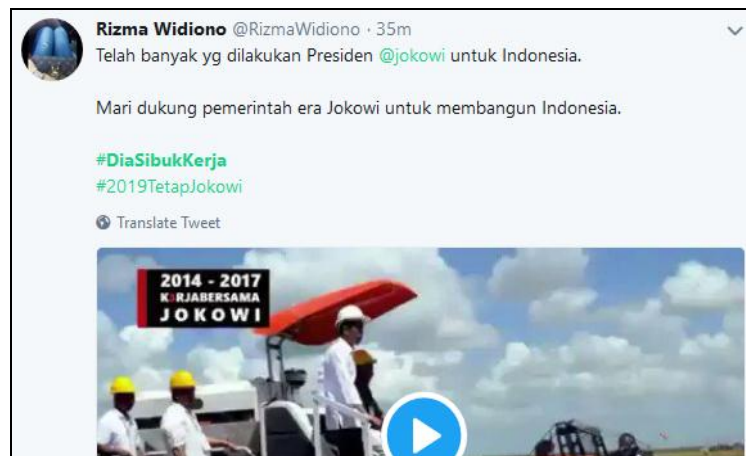 Rizma Widiono @RizmaWidiono · 35m
Telah banyak yg dilakukan Presiden @jokowi untuk Indonesia.
Mari dukung pemerintah era Jokowi untuk membangun Indonesia.
#DiaSibukKerja
#2019TetapJokowi
Translate Tweet
2014 - 2017
K3RJABERSAMA
JOKOWI